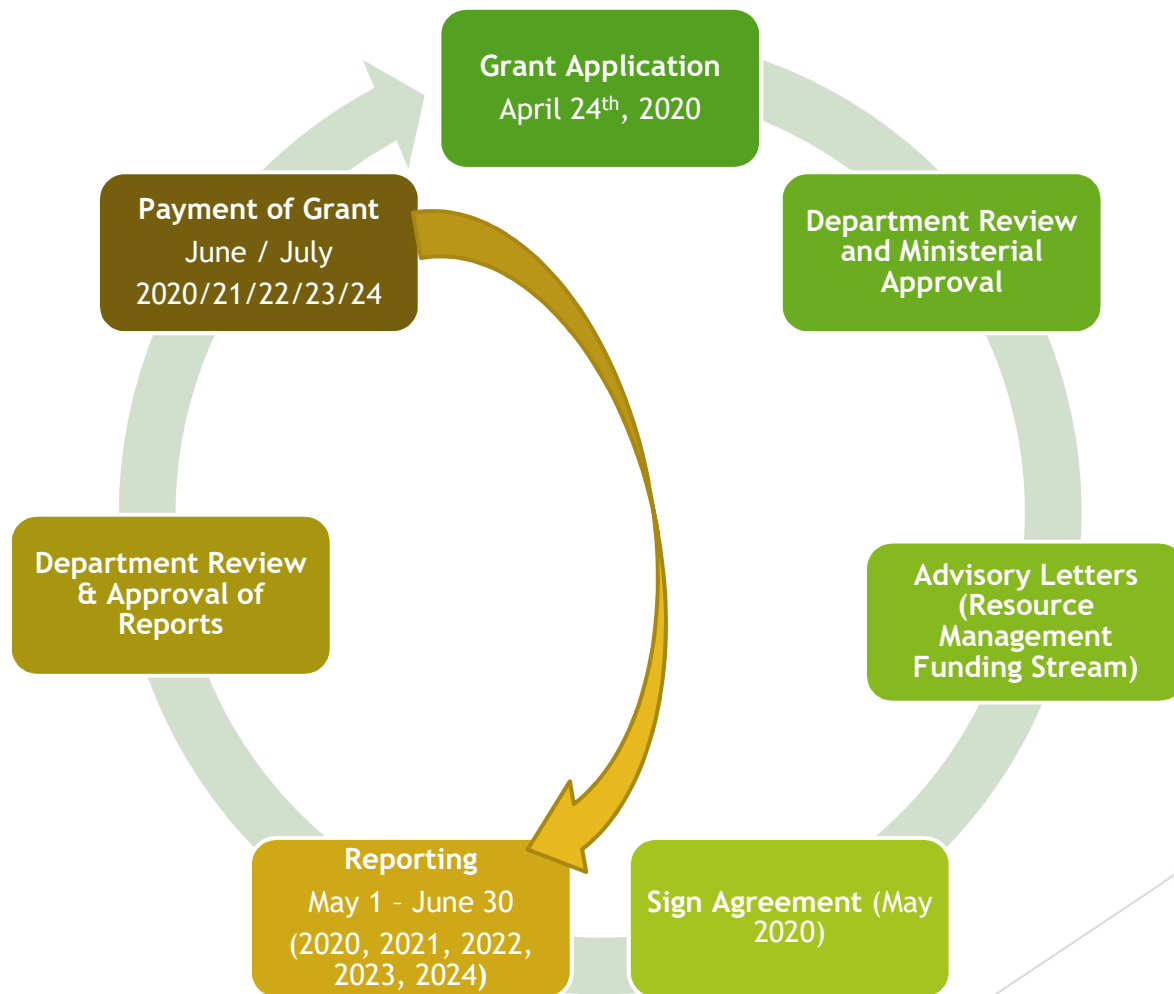 Grant Application
April 24th, 2020
Department Review
and Ministerial
Approval
Advisory Letters
(Resource
Management
Funding Stream)
Sign Agreement (May
2020)
Reporting
May 1 – June 30
(2020, 2021, 2022,
2023, 2024)
Department Review
& Approval of
Reports
Payment of Grant
June / July
2020/21/22/23/24